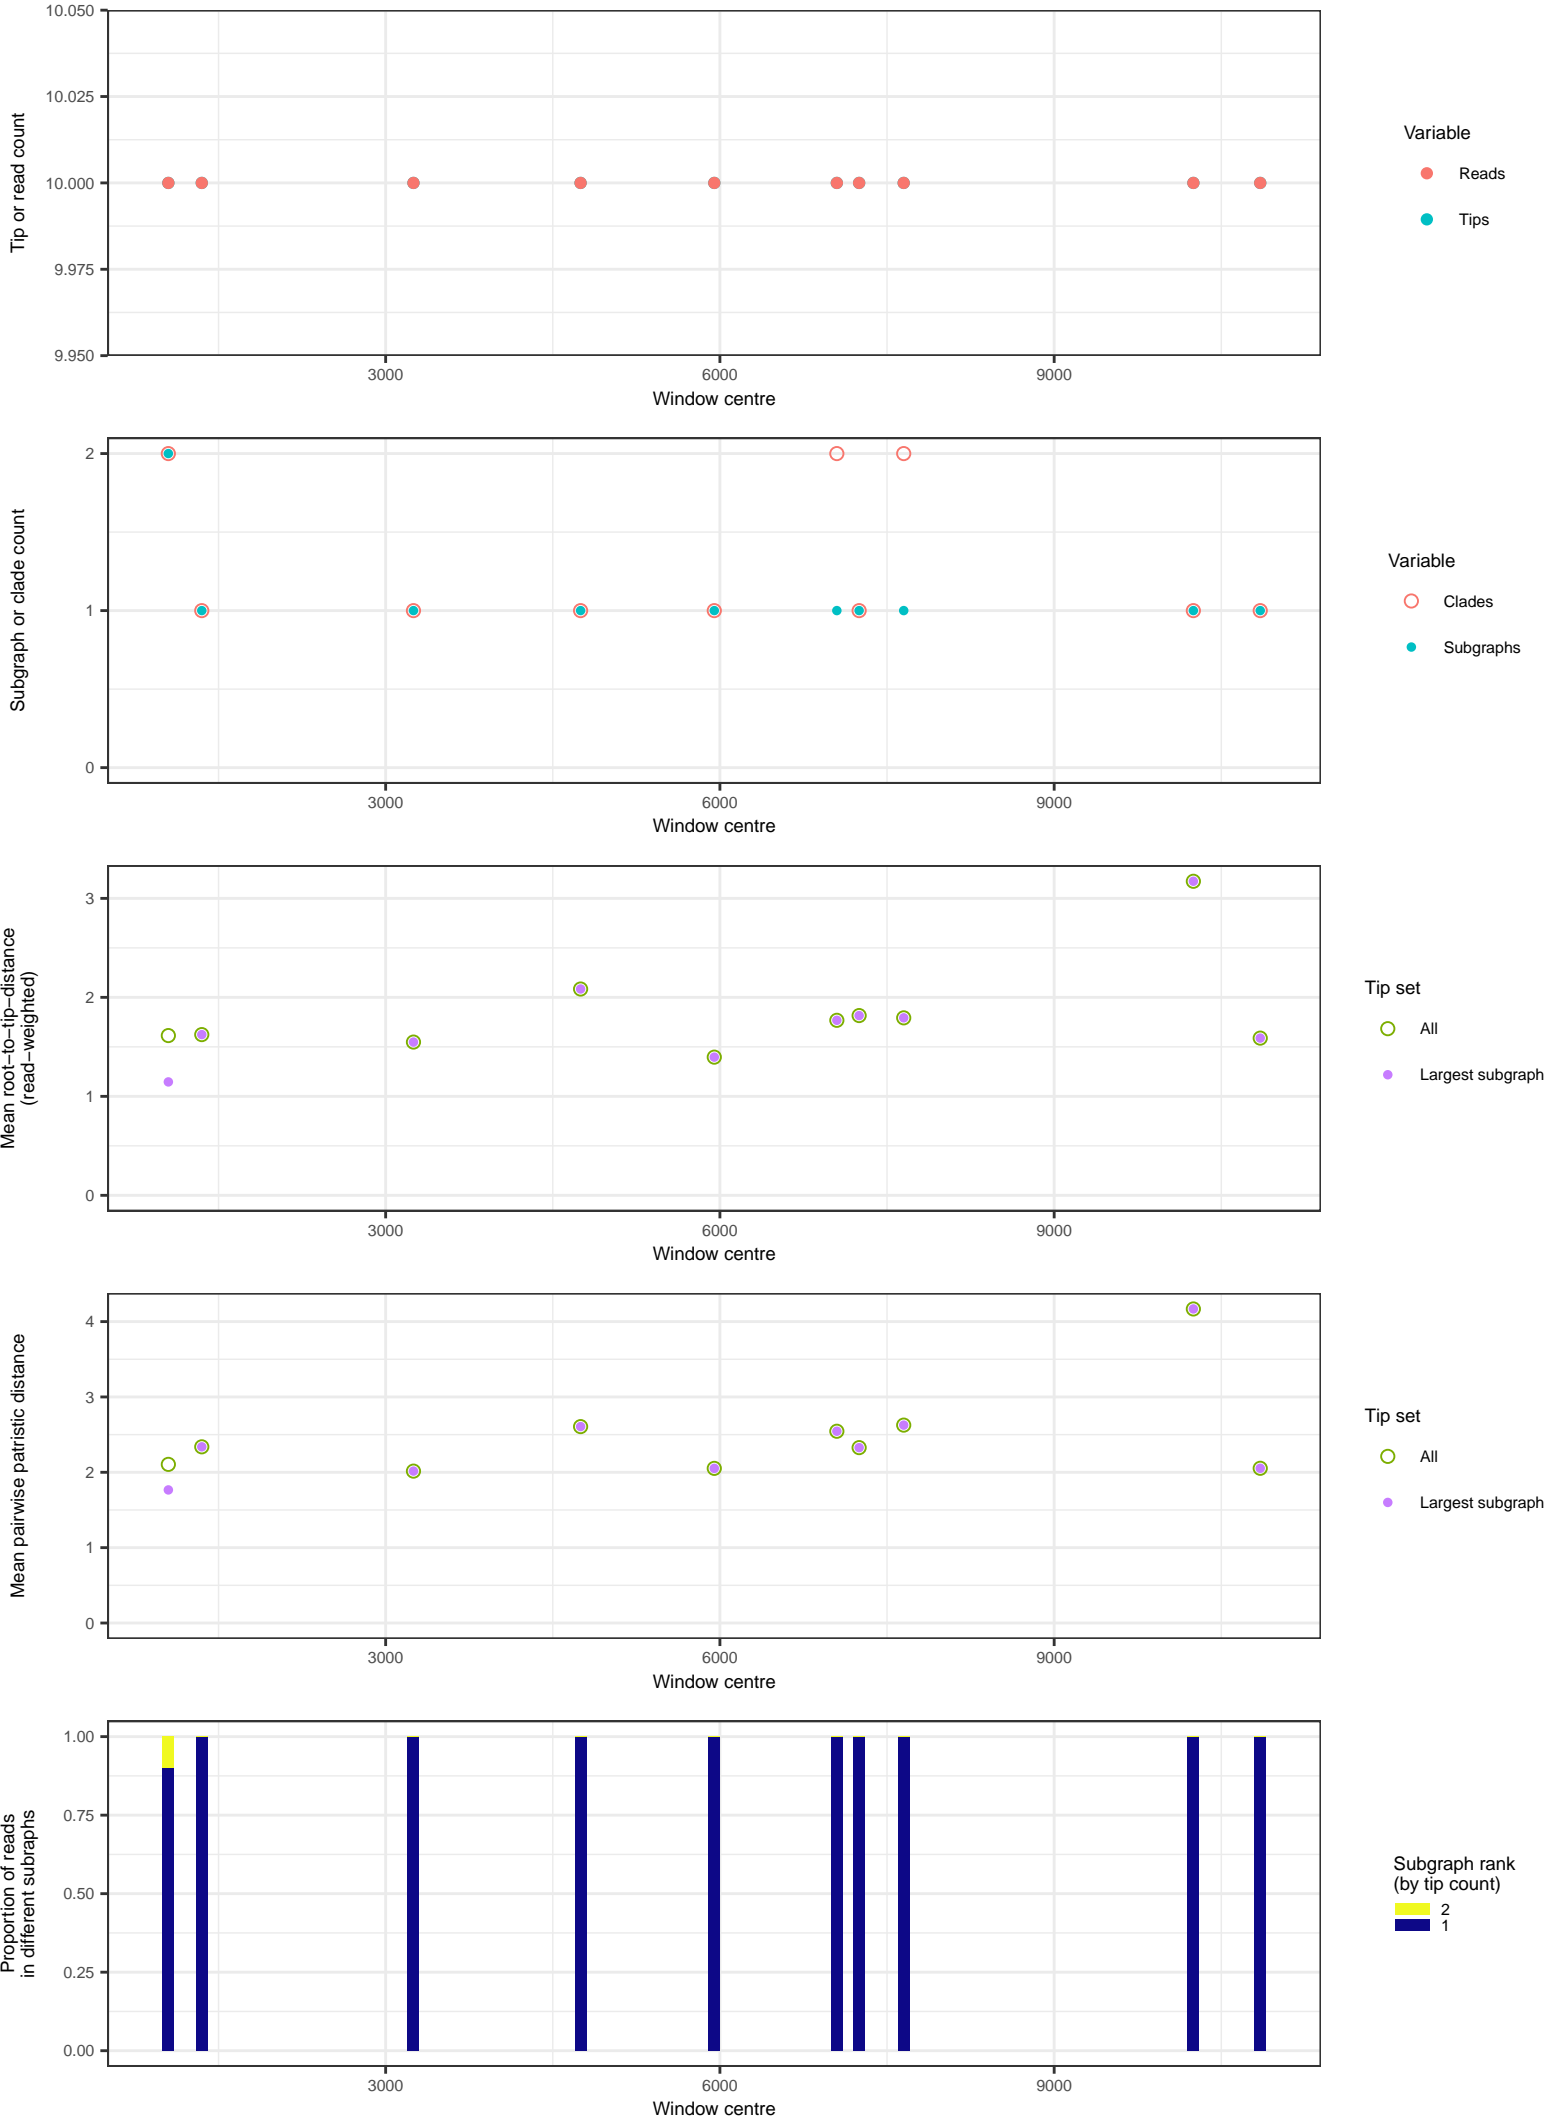 10.050
10.025
10.000
9.975
9.950
Tip or read count
3000
6000
9000
Window centre
Variable
Reads
Tips
2
1
0
Subgraph or clade count
3000
6000
9000
Window centre
Variable
Clades
Subgraphs
3
2
1
0
Mean root−to−tip−distance
(read−weighted)
3000
6000
9000
Window centre
Tip set
All
Largest subgraph
4
3
2
1
0
Mean pairwise patristic distance
3000
6000
9000
Window centre
Tip set
All
Largest subgraph
1.00
0.75
0.50
0.25
0.00
Proportion of reads
in different subraphs
3000
6000
9000
Window centre
Subgraph rank
(by tip count)
2
1